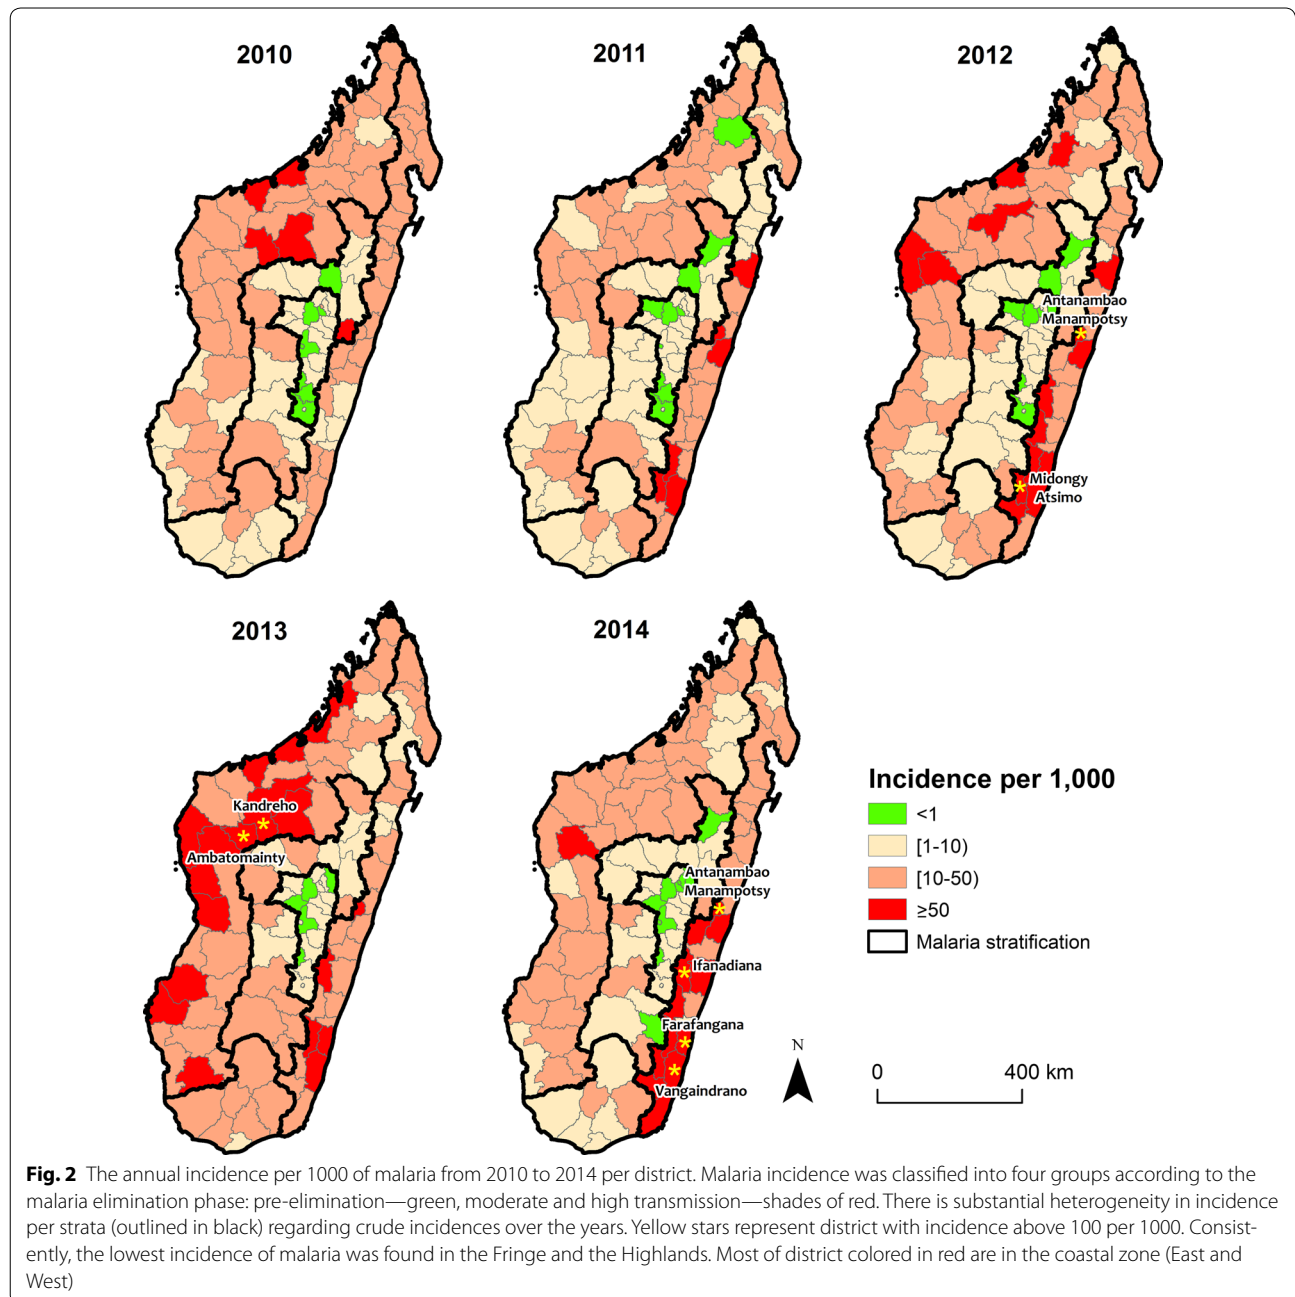 2010
2011
2012
Antanambao
Manampotsy
Midongy
Atsimo
2013
2014
Kandreho
Ambatomainty
Antanambao
Manampotsy
Ifanadiana
Farafangana
Vangaindrano
Incidence per 1,000
<1
[1-10)
[10-50)
≥50
Malaria stratification
N
0 400 km
Fig. 2 The annual incidence per 1000 of malaria from 2010 to 2014 per district. Malaria incidence was classified into four groups according to the
malaria elimination phase: pre-elimination—green, moderate and high transmission—shades of red. There is substantial heterogeneity in incidence
per strata (outlined in black) regarding crude incidences over the years. Yellow stars represent district with incidence above 100 per 1000. Consist-
ently, the lowest incidence of malaria was found in the Fringe and the Highlands. Most of district colored in red are in the coastal zone (East and
West)